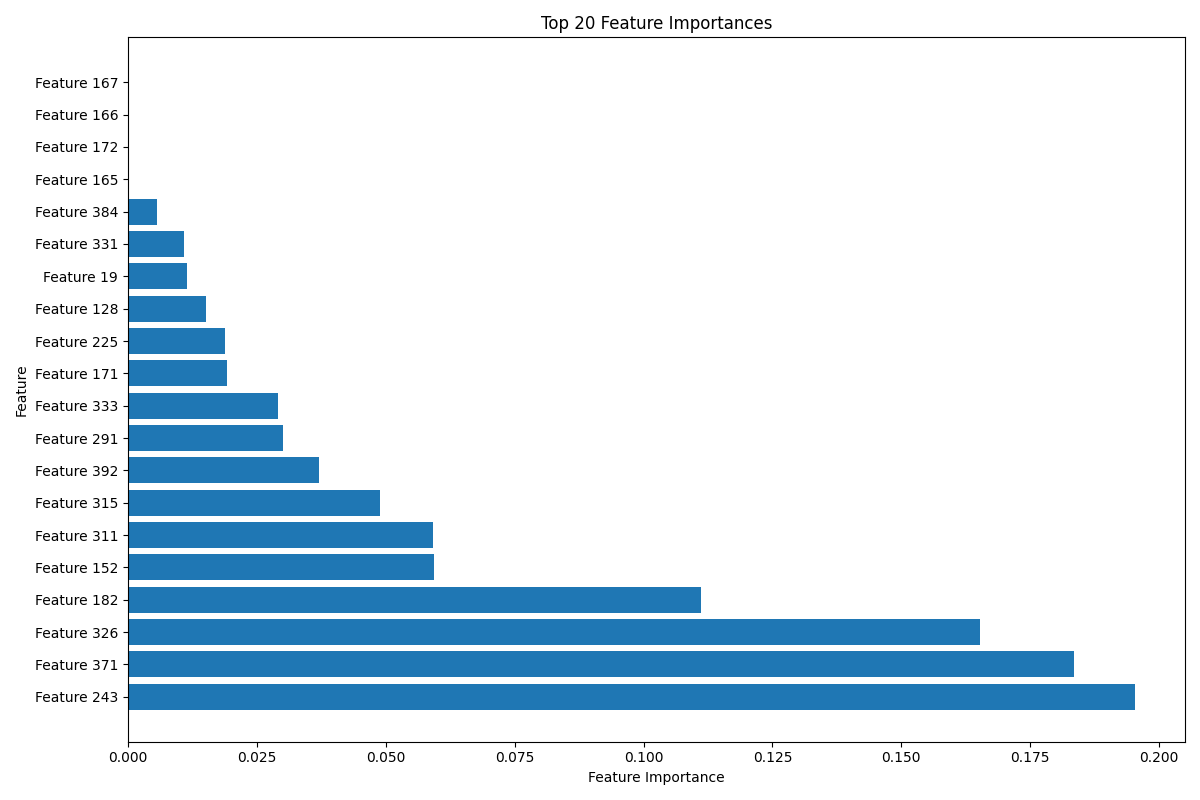 Top 20 Feature Importances
Feature 167
Feature 166
Feature 172
Feature 165
Feature 384
Feature 331
Feature 19
Feature 128
Feature 225
Feature 171
Feature 333
Feature 291
Feature 392
Feature 315
Feature 311
Feature 152
Feature 182
Feature 326
Feature 371
Feature 243
Feature
0.000 0.025 0.050 0.075 0.100 0.125 0.150 0.175 0.200
Feature Importance